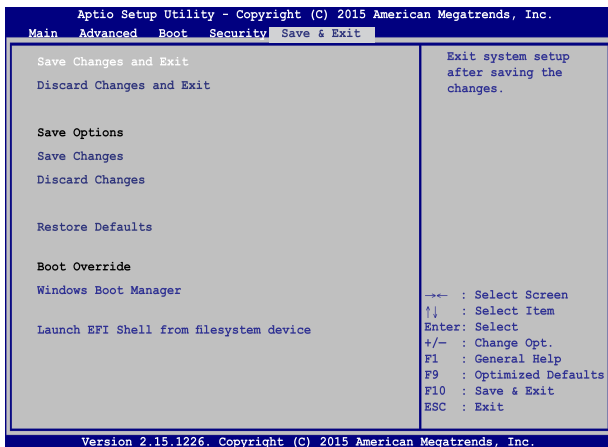 Aptio Setup Utility - Copyright (C) 2015 American Megatrends, Inc.
Main Advanced Boot Security Save & Exit
Save Changes and Exit
Discard Changes and Exit
Save Options
Save Changes
Discard Changes
Restore Defaults
Boot Override
Windows Boot Manager
Launch EFI Shell from filesystem device
Exit system setup
after saving the
changes.
→← : Select Screen
↑↓ : Select Item
Enter: Select
+/— : Change Opt.
F1 : General Help
F9 : Optimized Defaults
F10 : Save & Exit
ESC : Exit
Version 2.15.1226. Copyright (C) 2015 American Megatrends, Inc.